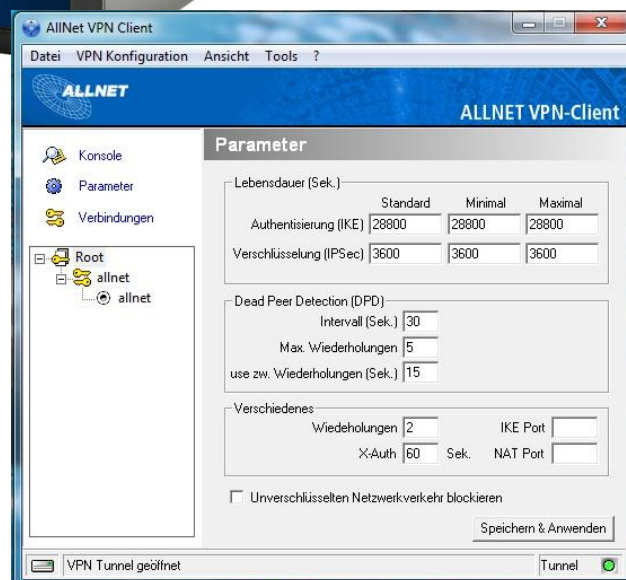 AllNet VPN Client
Datei VPN Konfiguration Ansicht Tools ?
ALLNET
ALLNET VPN-Client
Konsole
Parameter
Verbindungen
Root
allnet
allnet
Parameter
Lebensdauer (Sek.)
Standard Minimal Maximal
Authentisierung (IKE) 28800 28800 28800
Verschlüsselung (IPSec) 3600 3600 3600
Dead Peer Detection (DPD)
Intervall (Sek.) 30
Max. Wiederholungen 5
use zw. Wiederholungen (Sek.) 15
Verschiedenes
Wiedeholungen 2 IKE Port
X-Auth 60 Sek. NAT Port
Unverschlüsselten Netzwerkverkehr blockieren
Speichern & Anwenden
VPN Tunnel geöffnet Tunnel